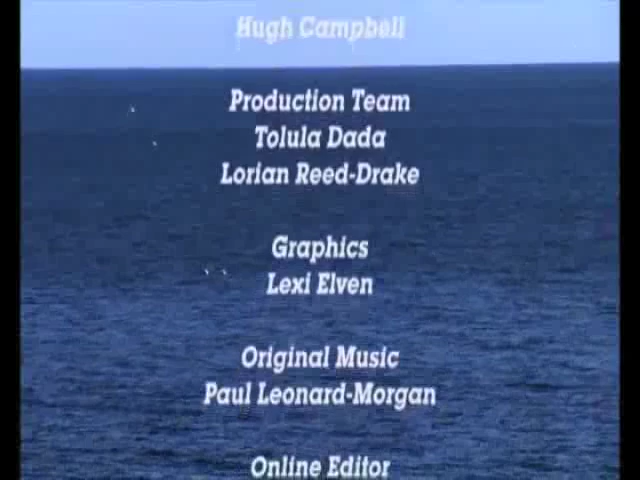 Hugh Campbell
Production Team
Tolula Dada
Lorian Reed-Drake
Graphics
Lexi Elven
Original Music
Paul Leonard-Morgan
Online Editor